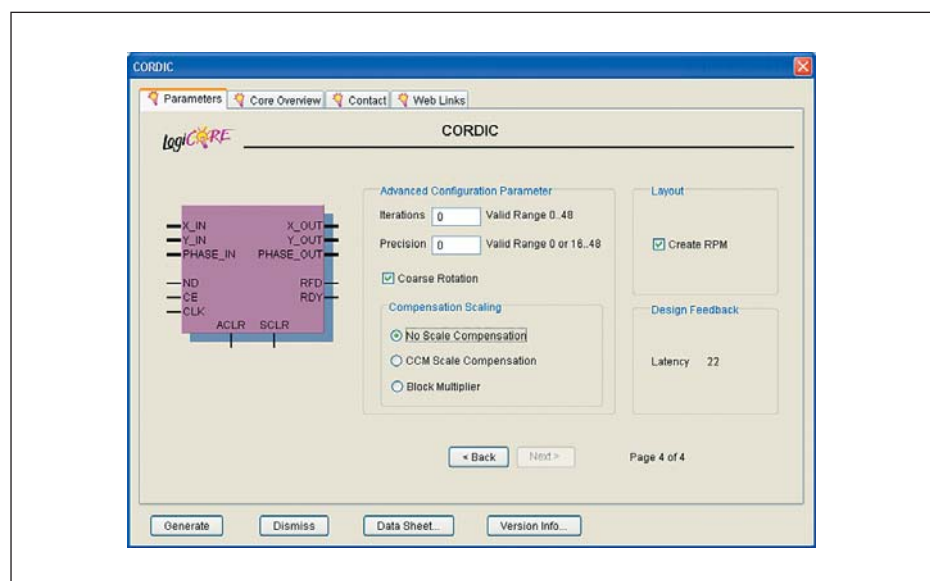 CORDIC
Parameters Core Overview Contact Web Links
LogiCORE
CORDIC
X_IN X_OUT
Y_IN Y_OUT
PHASE_IN PHASE_OUT
ND RFD
CE RDY
CLK
ACLR SCLR
Advanced Configuration Parameter
Iterations 0 Valid Range 0..48
Precision 0 Valid Range 0 or 16..48
Coarse Rotation
Compensation Scaling
No Scale Compensation
CCM Scale Compensation
Block Multiplier
Layout
Create RPM
Design Feedback
Latency 22
< Back Next > Page 4 of 4
Generate Dismiss Data Sheet... Version Info...